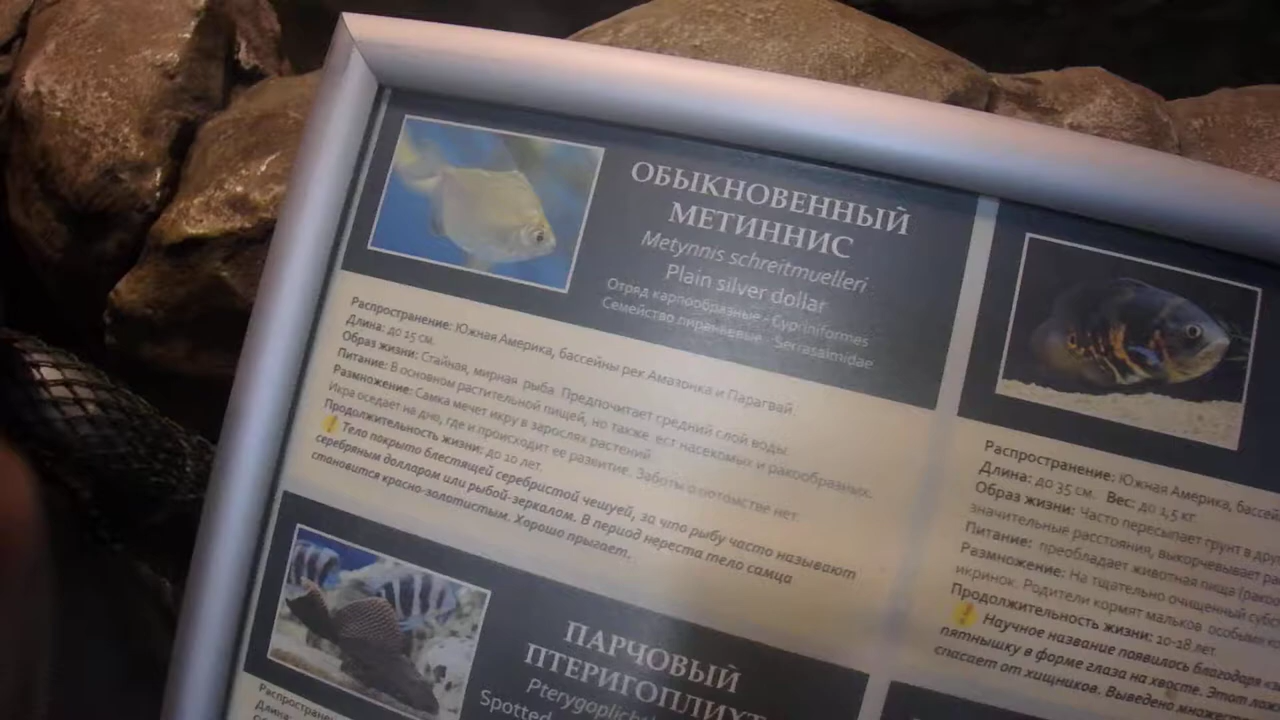 ОБЫКНОВЕННЫЙ
МЕТИННИС
Metynnis schreitmuelleri
Plain silver dollar
Отряд карпообразные - Cypriniformes
Семейство пираньевые - Serrasalmidae
Распространение: Южная Америка, бассейны рек Амазонка и Парагвай.
Длина: до 15 см.
Образ жизни: Стайная, мирная рыба. Предпочитает средний слой воды.
Питание: В основном растительной пищей, но также ест насекомых и ракообразных.
Размножение: Самка мечет икру в зарослях растений.
Икра оседает на дно, где и происходит ее развитие. Заботы о потомстве нет.
Продолжительность жизни: до 10 лет.
Тело покрыто блестящей серебристой чешуей, за что рыбу часто называют
серебряным долларом или рыбой-зеркалом. В период нереста тело самца
становится красно-золотистым. Хорошо прыгает.
ПАРЧОВЫЙ
ПТЕРИГОПЛИХТ
Spotted
Распространение
Длина:
Распространение: Южная Америка,
Длина: до 35 см. Вес: до 1,5 кг.
Образ жизни: Часто пересыпает грунт в
значительные расстояния, выкорчевывает
Питание: преобладает животная пища
Размножение: На тщательно очищенный
икринок. Родители кормят мальков особыми
Продолжительность жизни: 10-18 лет.
Научное название появилось благодаря
пятнышку в форме глаза на хвосте. Этот
спасает от хищников. Выведено